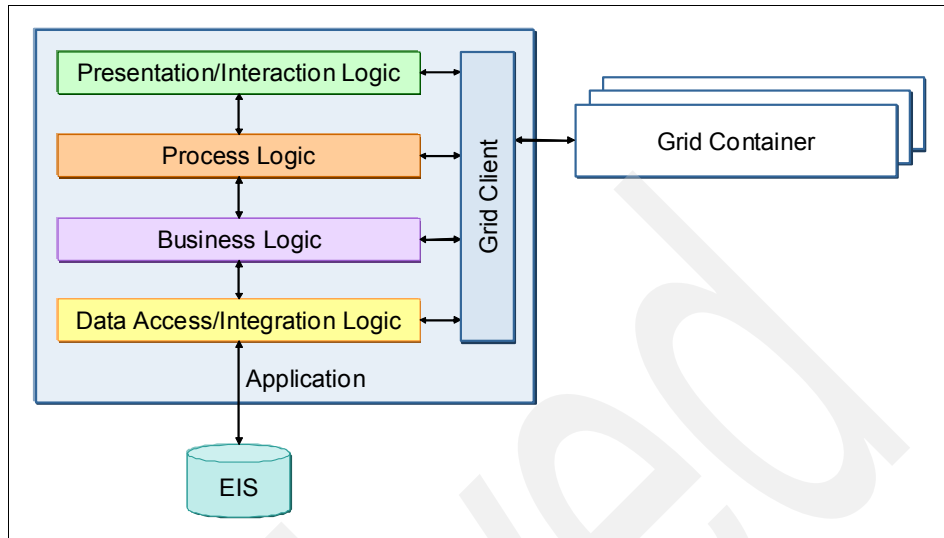 Presentation/Interaction Logic
Process Logic
Business Logic
Data Access/Integration Logic
Grid Client
Grid Container
Application
EIS